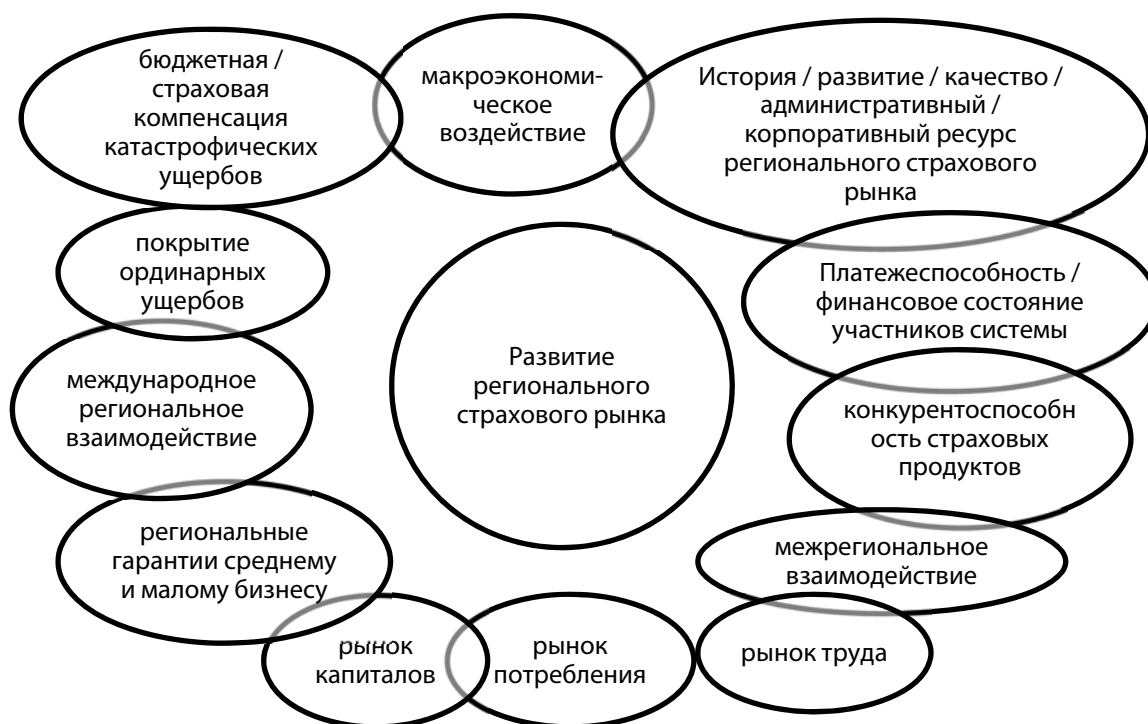 бюджетная /
страховая
компенсация
катастрофических
ущербов
макроэкономи-
ческое
воздействие
История / развитие / качество /
административный /
корпоративный ресурс
регионального страхового
рынка
покрытие
ординарных
ущербов
Платежеспособность /
финансовое состояние
участников системы
Развитие
регионального
страхового рынка
международное
региональное
взаимодействие
конкурентоспособн
ость страховых
продуктов
региональные
гарантии среднему
и малому бизнесу
межрегиональное
взаимодействие
рынок
капиталов
рынок
потребления
рынок труда